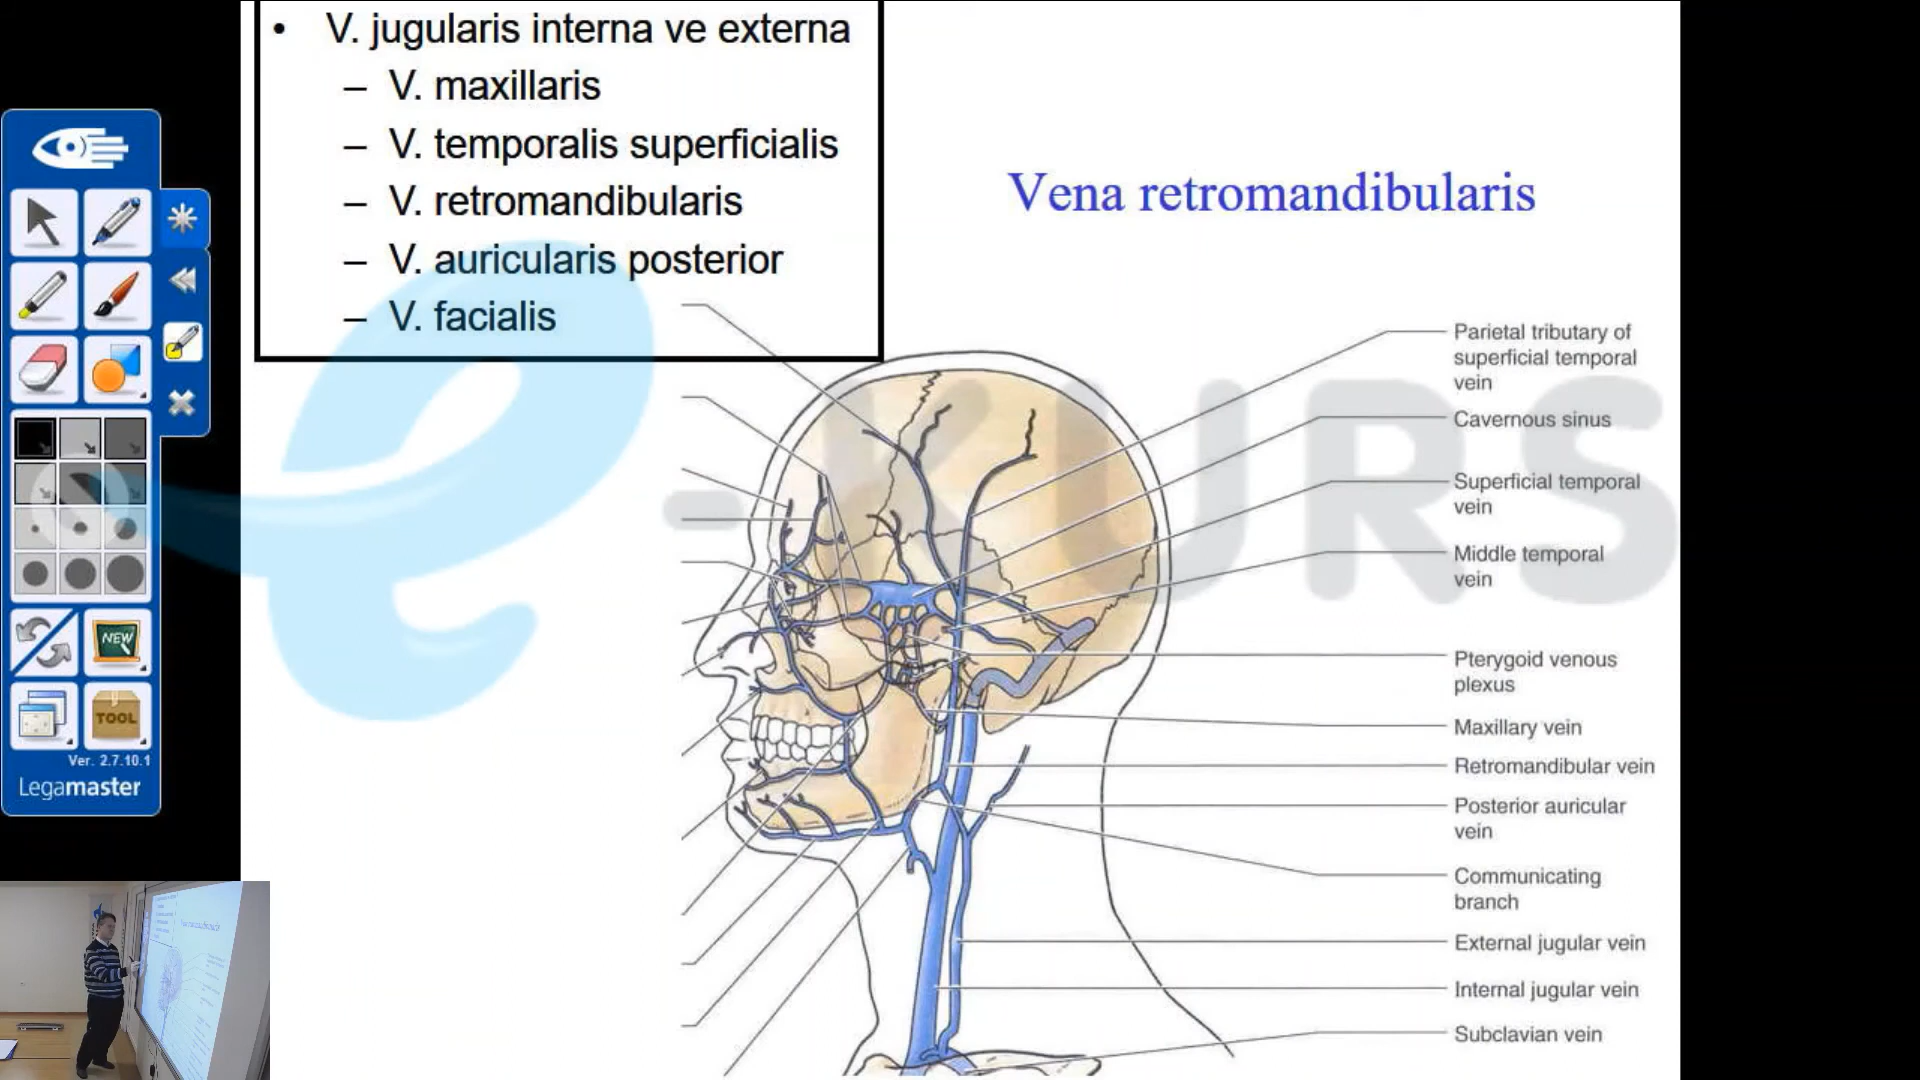 • V. jugularis interna ve externa
– V. maxillaris
– V. temporalis superficialis
– V. retromandibularis
– V. auricularis posterior
– V. facialis
Vena retromandibularis
Parietal tributary of
superficial temporal
vein
Cavernous sinus
Superficial temporal
vein
Middle temporal
vein
Pterygoid venous
plexus
Maxillary vein
Retromandibular vein
Posterior auricular
vein
Communicating
branch
External jugular vein
Internal jugular vein
Subclavian vein
e-KURS
NEW
TOOL
Ver. 2.7.10.1
Legamaster